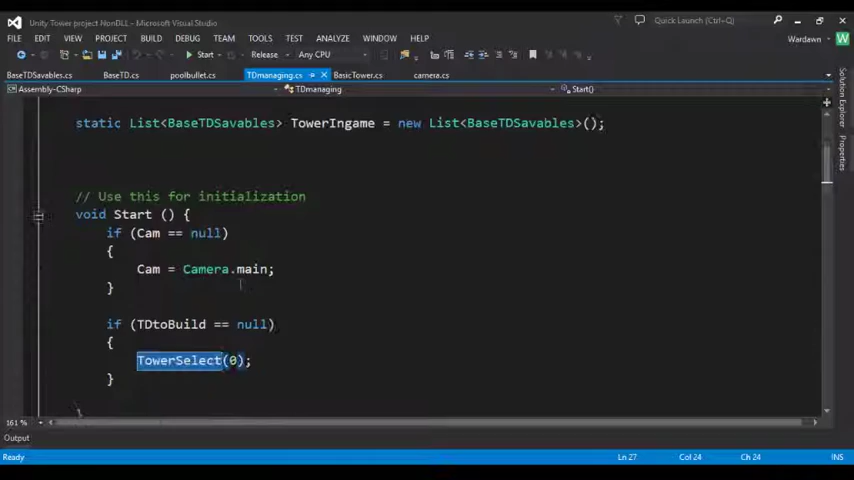 Unity Tower project NonDLL - Microsoft Visual Studio
Quick Launch (Ctrl+Q)
FILE EDIT VIEW PROJECT BUILD DEBUG TEAM TOOLS TEST ANALYZE WINDOW HELP
Wardawn W
Start Release Any CPU
BaseTDSavables.cs BaseTD.cs poolbullet.cs TDmanaging.cs BasicTower.cs camera.cs
Assembly-CSharp TDmanaging Start()
static List<BaseTDSavables> TowerIngame = new List<BaseTDSavables>();
// Use this for initialization
void Start () {
if (Cam == null)
{
Cam = Camera.main;
}
if (TDtoBuild == null)
{
TowerSelect(0);
}
}
161 %
Output
Ready Ln 27 Col 24 Ch 24 INS
Solution Explorer
Properties